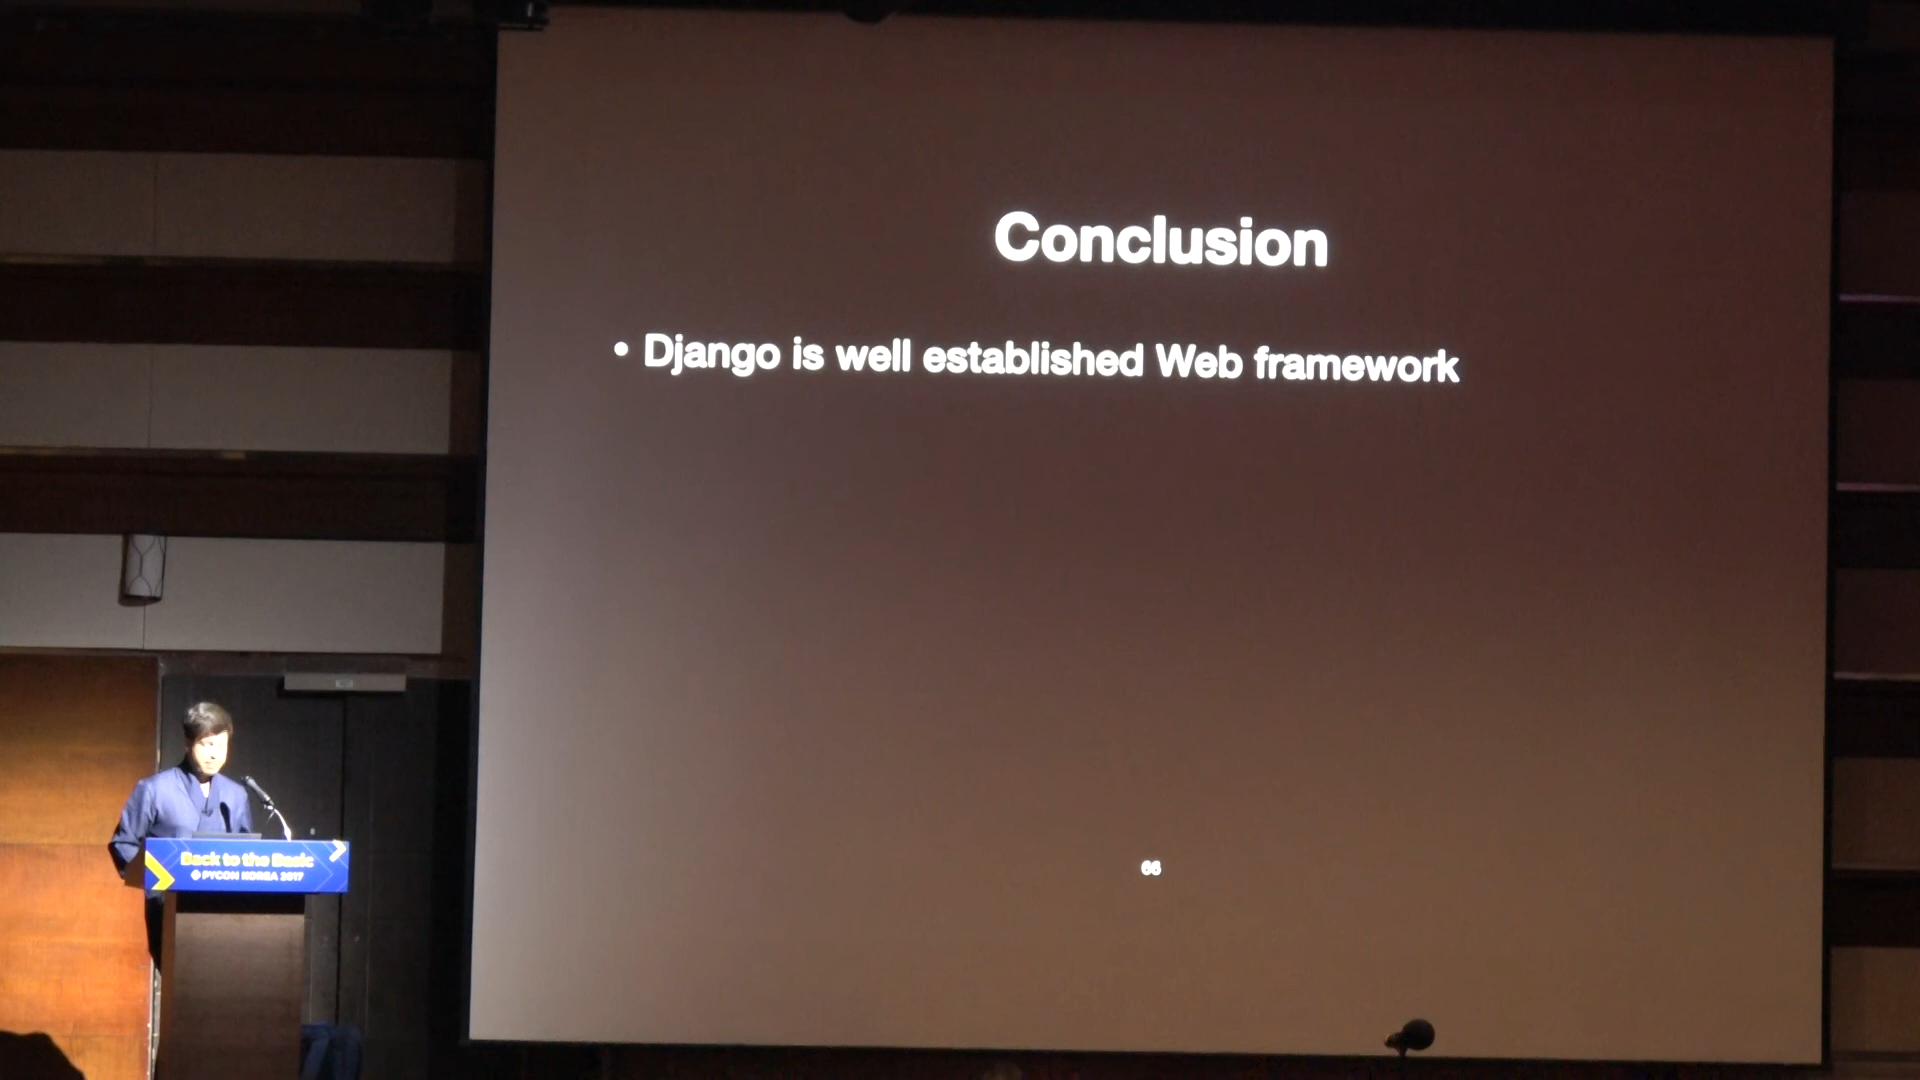 Conclusion
• Django is well established Web framework
66
Back to the Basic
PYCON KOREA 2017